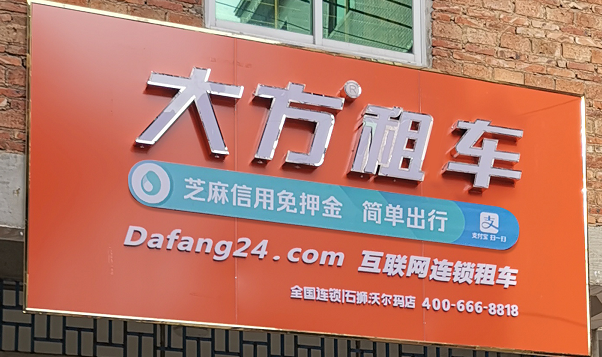 大方®租车
芝麻信用免押金 简单出行
支付宝 扫一扫
Dafang24.com 互联网连锁租车
全国连锁|石狮沃尔玛店 400-666-8818